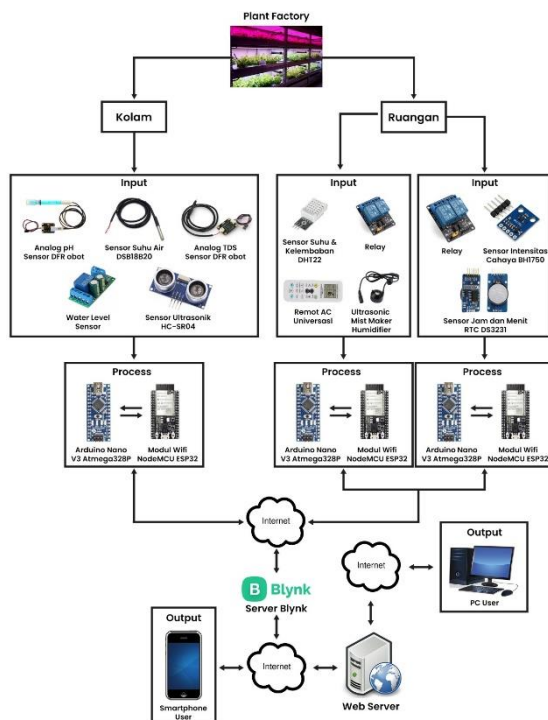 Plant Factory
Kolam
Ruangan
Input
Analog pH
Sensor DFR obot
Sensor Suhu Air
DSB18B20
Analog TDS
Sensor DFR obot
Water Level
Sensor
Sensor Ultrasonik
HC-SR04
Input
Sensor Suhu &
Kelembaban
DHT22
Relay
Remot AC
Universasl
Ultrasonic
Mist Maker
Humidifier
Input
Relay
Sensor Intensitas
Cahaya BH1750
Sensor Jam dan Menit
RTC DS3231
Process
Arduino Nano
V3 Atmega328P
Modul Wifi
NodeMCU ESP32
Process
Arduino Nano
V3 Atmega328P
Modul Wifi
NodeMCU ESP32
Process
Arduino Nano
V3 Atmega328P
Modul Wifi
NodeMCU ESP32
Internet
Internet
Output
PC User
B Blynk
Server Blynk
Output
Smartphone
User
Internet
Web Server